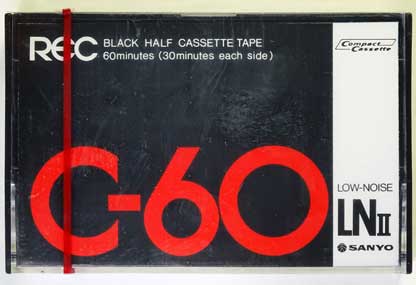 REC BLACK HALF CASSETTE TAPE
60minutes (30minutes each side)
Compact
Cassette
C-60
LOW-NOISE
LNII
SANYO